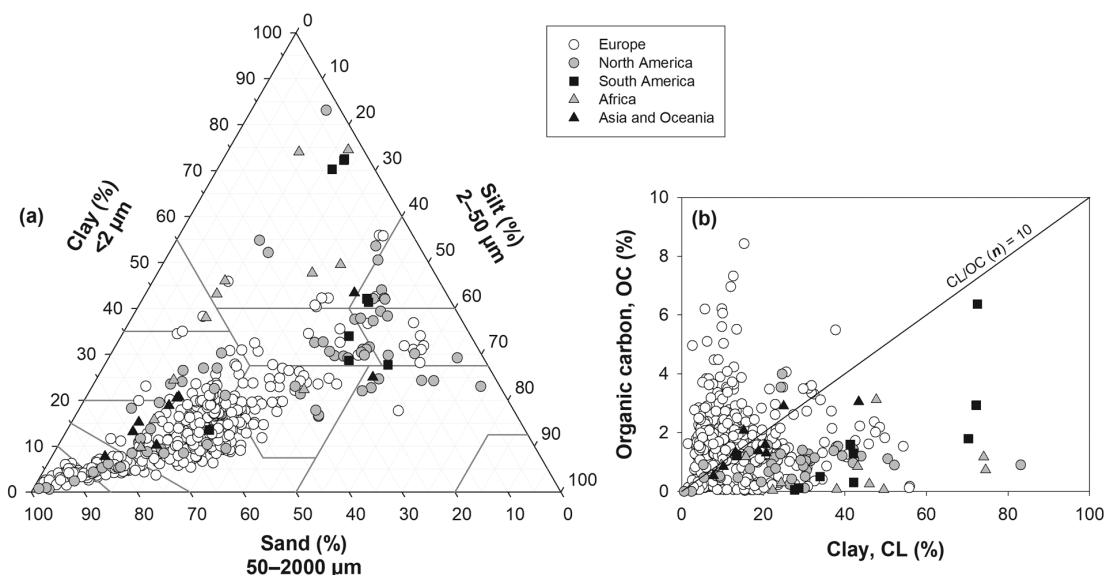 (a)
100
90
80
70
60
50
40
30
20
10
0
Clay (%)
<2 µm
0
10
20
30
40
50
60
70
80
90
100
Silt (%)
2–50 µm
100 90 80 70 60 50 40 30 20 10 0
Sand (%)
50–2000 µm
Europe
North America
South America
Africa
Asia and Oceania
(b)
CL/OC (n) = 10
Organic carbon, OC (%)
10
8
6
4
2
0
0 20 40 60 80 100
Clay, CL (%)